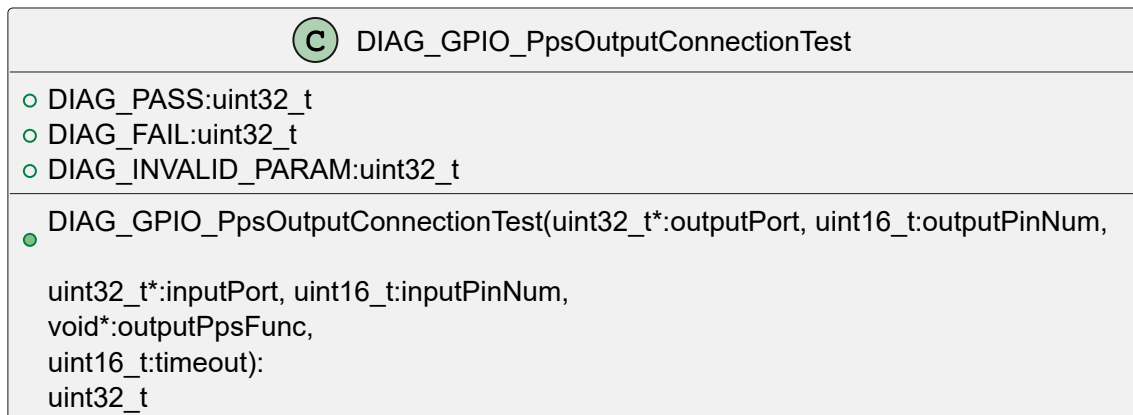 C DIAG_GPIO_PpsOutputConnectionTest
DIAG_PASS:uint32_t
DIAG_FAIL:uint32_t
DIAG_INVALID_PARAM:uint32_t
DIAG_GPIO_PpsOutputConnectionTest(uint32_t*:outputPort, uint16_t:outputPinNum,
uint32_t*:inputPort, uint16_t:inputPinNum,
void*:outputPpsFunc,
uint16_t:timeout):
uint32_t